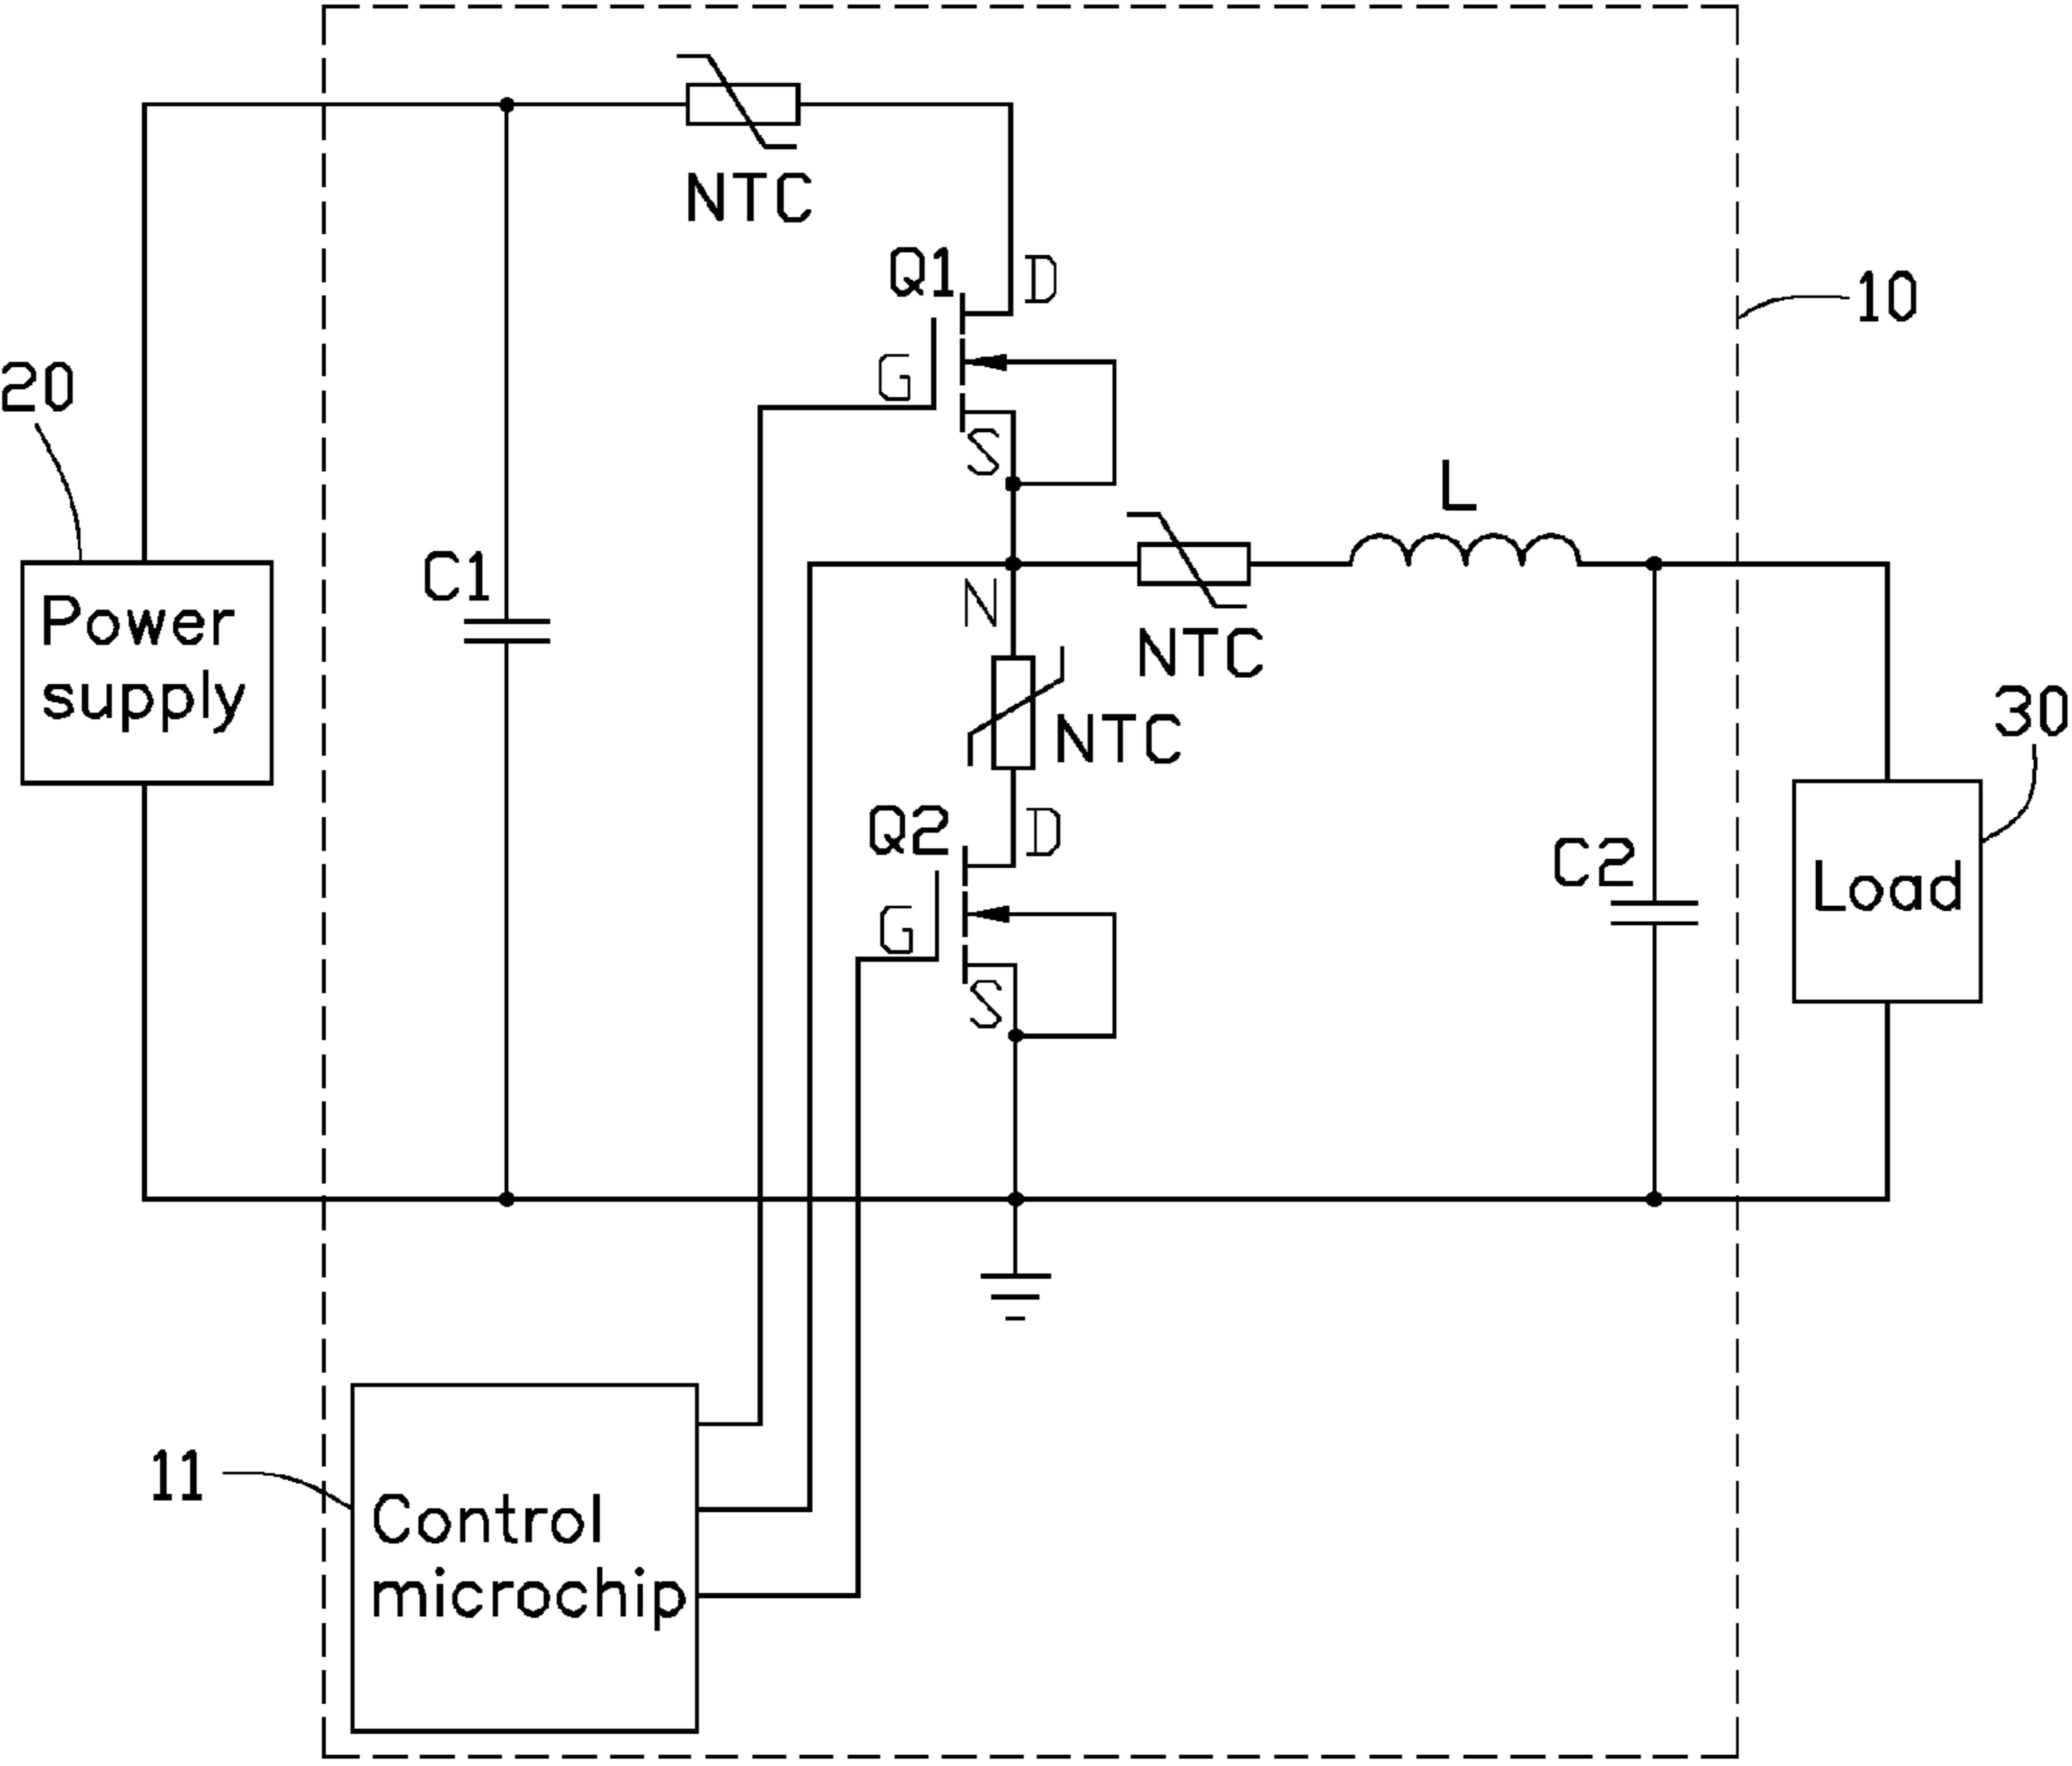 NTC
Q1
D
10
G
20
S
L
C1
N
Power
supply
NTC
NTC
30
Q2
D
C2
Load
G
S
11
Control
microchip